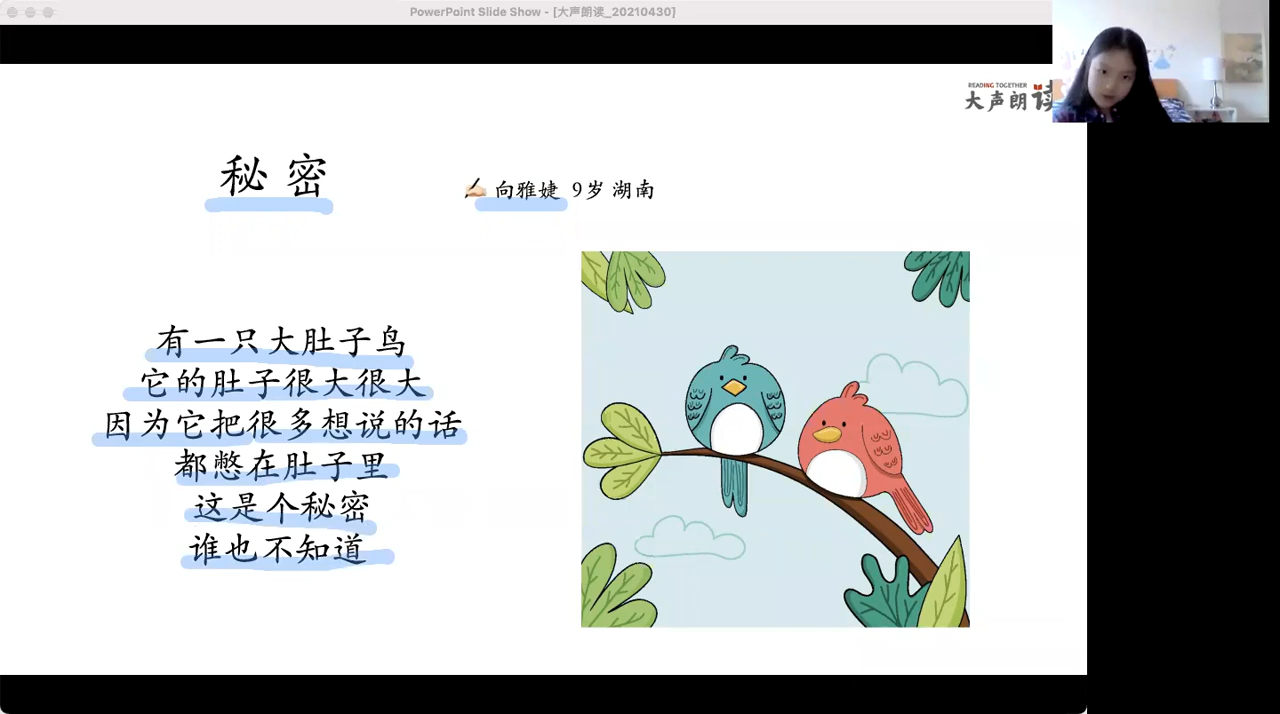 PowerPoint Slide Show - [大声朗读_20210430]
READING TOGETHER
大声朗读
秘密
向雅婕 9岁 湖南
有一只大肚子鸟
它的肚子很大很大
因为它把很多想说的话
都憋在肚子里
这是个秘密
谁也不知道